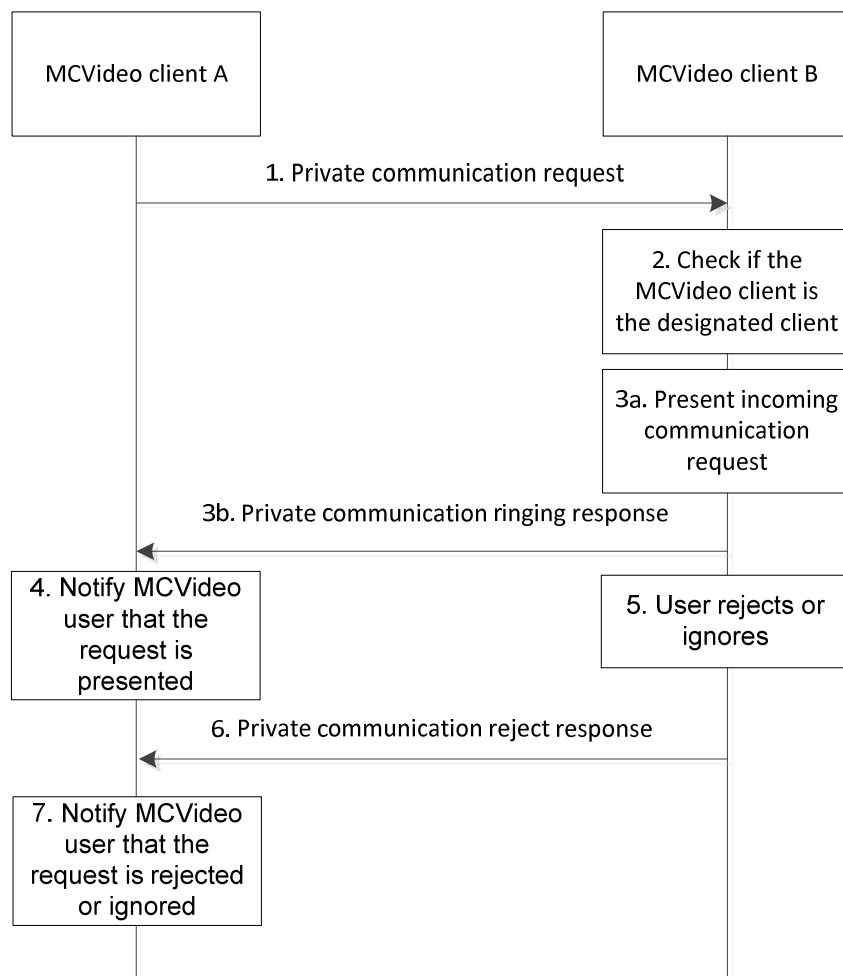 MCVideo client A
MCVideo client B
1. Private communication request
2. Check if the
MCVideo client is
the designated client
3a. Present incoming
communication
request
3b. Private communication ringing response
4. Notify MCVideo
user that the
request is
presented
5. User rejects or
ignores
6. Private communication reject response
7. Notify MCVideo
user that the
request is rejected
or ignored